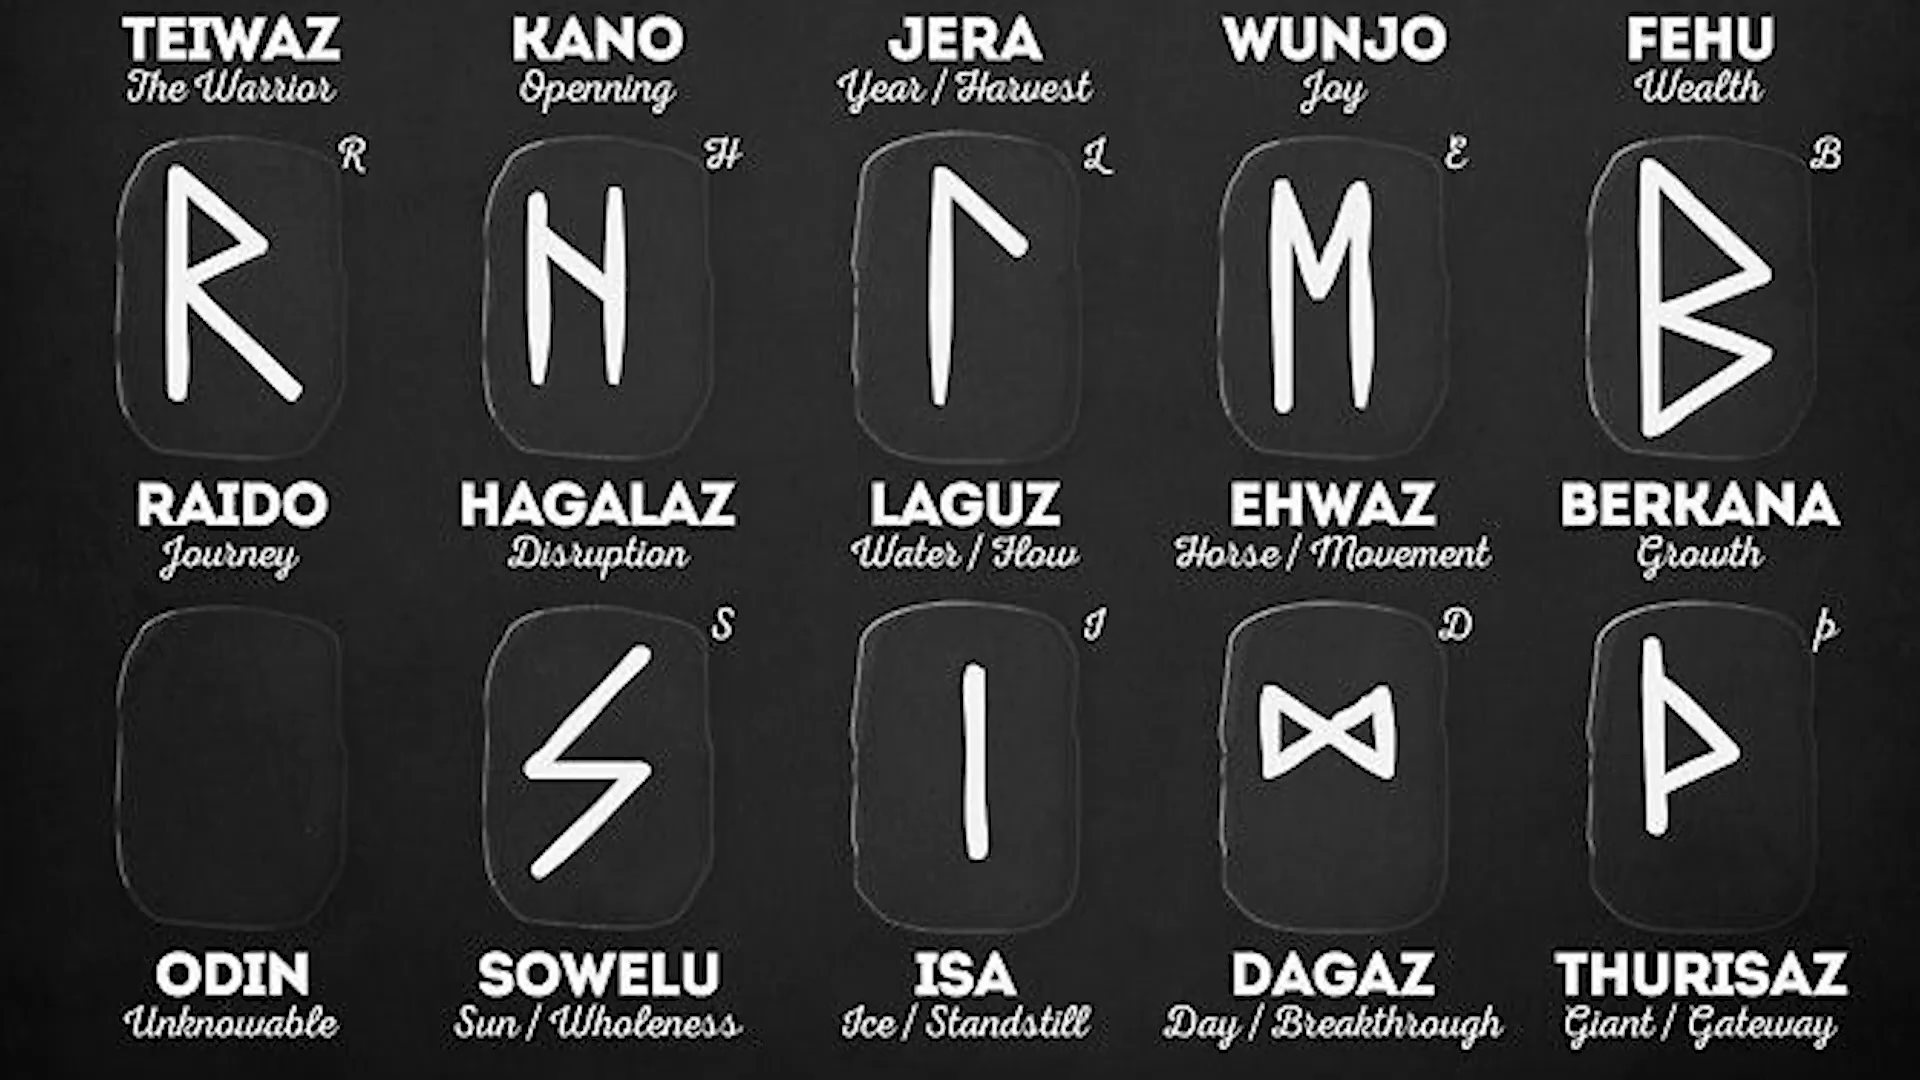 TEIWAZ KANO JERA WUNJO FEHU
The Warrior Openning Year / Harvest Joy Wealth
R H L E B
ᚱ ᚺ ᛚ ᛖ ᛒ
RAIDO HAGALAZ LAGUZ EHWAZ BERKANA
Journey Disruption Water / Flow Horse / Movement Growth
S I D þ
ᛊ ᛁ ᛞ ᚦ
ODIN SOWELU ISA DAGAZ THURISAZ
Unknowable Sun / Wholeness Ice / Standstill Day / Breakthrough Giant / Gateway